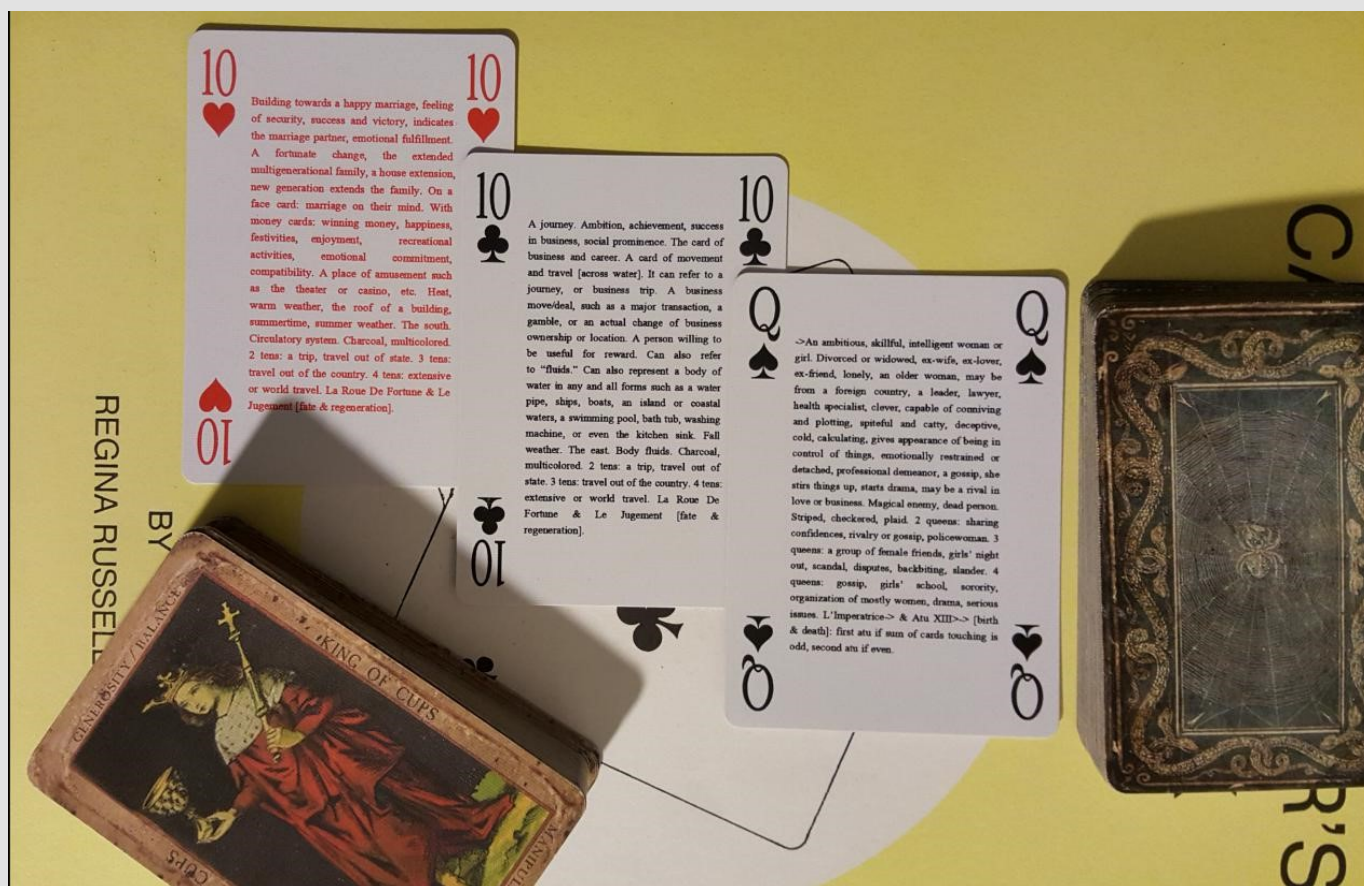 10
10
Building towards a happy marriage, feeling
of security, success and victory, indicates
the marriage partner, emotional fulfillment.
A fortunate change, the extended
multigenerational family, a house extension,
new generation extends the family. On a
face card: marriage on their mind. With
money cards: winning money, happiness,
festivities, enjoyment, recreational
activities, emotional commitment,
compatibility. A place of amusement such
as the theater or casino, etc. Heat,
warm weather, the roof of a building,
summertime, summer weather. The south.
Circulatory system. Charcoal, multicolored.
2 tens: a trip, travel out of state. 3 tens:
travel out of the country. 4 tens: extensive
or world travel. La Roue De Fortune & Le
Jugement [fate & regeneration].
10
10
10
A journey. Ambition, achievement, success
in business, social prominence. The card of
business and career. A card of movement
and travel [across water]. It can refer to a
journey, or business trip. A business
move/deal, such as a major transaction, a
gamble, or an actual change of business
ownership or location. A person willing to
be useful for reward. Can also refer
to “fluids.” Can also represent a body of
water in any and all forms such as a water
pipe, ships, boats, an island or coastal
waters, a swimming pool, bath tub, washing
machine, or even the kitchen sink. Fall
weather. The east. Body fluids. Charcoal,
multicolored. 2 tens: a trip, travel out of
state. 3 tens: travel out of the country. 4 tens:
extensive or world travel. La Roue De
Fortune & Le Jugement [fate &
regeneration].
10
Q
Q
->An ambitious, skillful, intelligent woman or
girl. Divorced or widowed, ex-wife, ex-lover,
ex-friend, lonely, an older woman, may be
from a foreign country, a leader, lawyer,
health specialist, clever, capable of conniving
and plotting, spiteful and catty, deceptive,
cold, calculating, gives appearance of being in
control of things, emotionally restrained or
detached, professional demeanor, a gossip, she
stirs things up, starts drama, may be a rival in
love or business. Magical enemy, dead person.
Striped, checkered, plaid. 2 queens: sharing
confidences, rivalry or gossip, policewoman. 3
queens: a group of female friends, girls’ night
out, scandal, disputes, backbiting, slander. 4
queens: gossip, girls’ school, sorority,
organization of mostly women, drama, serious
issues. L’Imperatrice-> & Atu XIII>-> [birth
& death]: first atu if sum of cards touching is
odd, second atu if even.
Q
Q
BY
REGINA RUSSELL
GENEROSITY / BALANCE
KING OF CUPS
CUPS
R’S